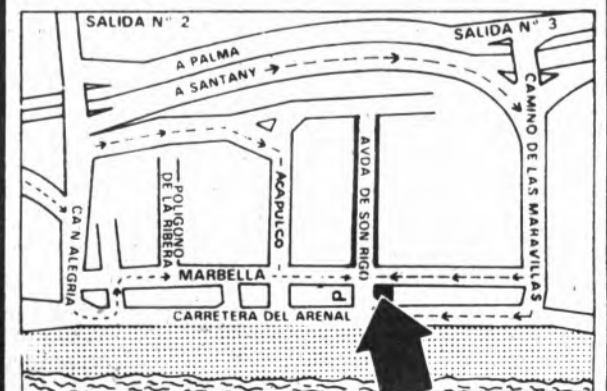 SALIDA Nº 2
SALIDA Nº 3
A PALMA
A SANTANY
CAMINO DE LAS MARAVILLAS
CA'N ALEGRIA
POLIGONO
DE LA RIBERA
ACAPULCO
AVDA DE SON RIGO
MARBELLA
P
CARRETERA DEL ARENAL